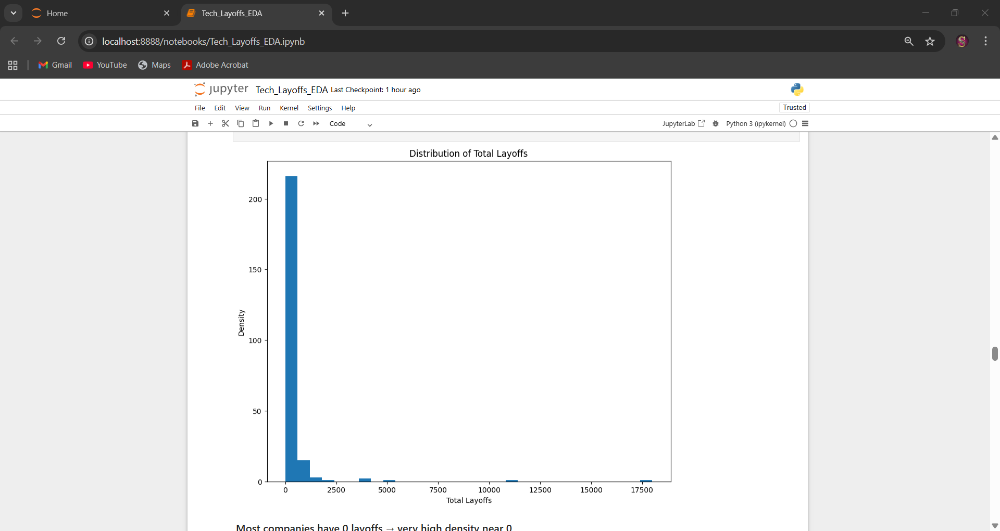 Home
Tech_Layoffs_EDA
localhost:8888/notebooks/Tech_Layoffs_EDA.ipynb
Gmail YouTube Maps Adobe Acrobat
jupyter Tech_Layoffs_EDA Last Checkpoint: 1 hour ago
File Edit View Run Kernel Settings Help Trusted
Code JupyterLab Python 3 (ipykernel)
Distribution of Total Layoffs
200
150
100
50
0
Density
0 2500 5000 7500 10000 12500 15000 17500
Total Layoffs
Most companies have 0 layoffs → very high density near 0